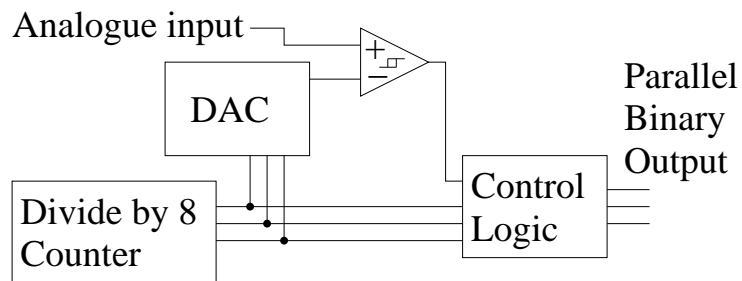 Analogue input
+
−
DAC
Parallel
Binary
Output
Control
Logic
Divide by 8
Counter